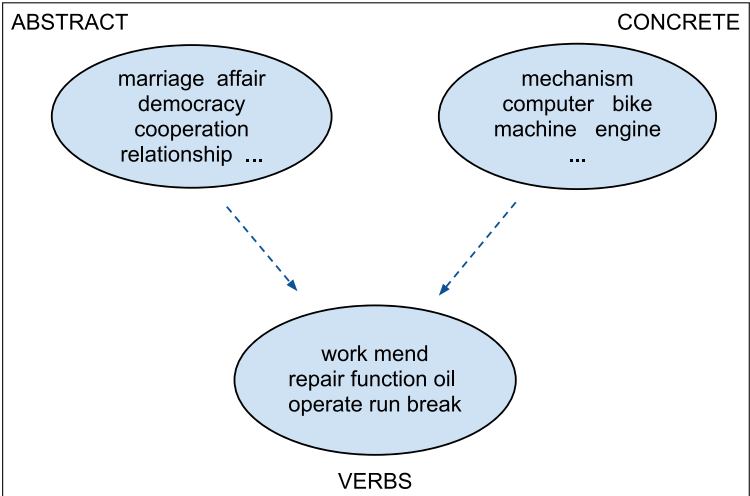 ABSTRACT
CONCRETE
marriage affair
democracy
cooperation
relationship ...
mechanism
computer bike
machine engine
...
work mend
repair function oil
operate run break
VERBS